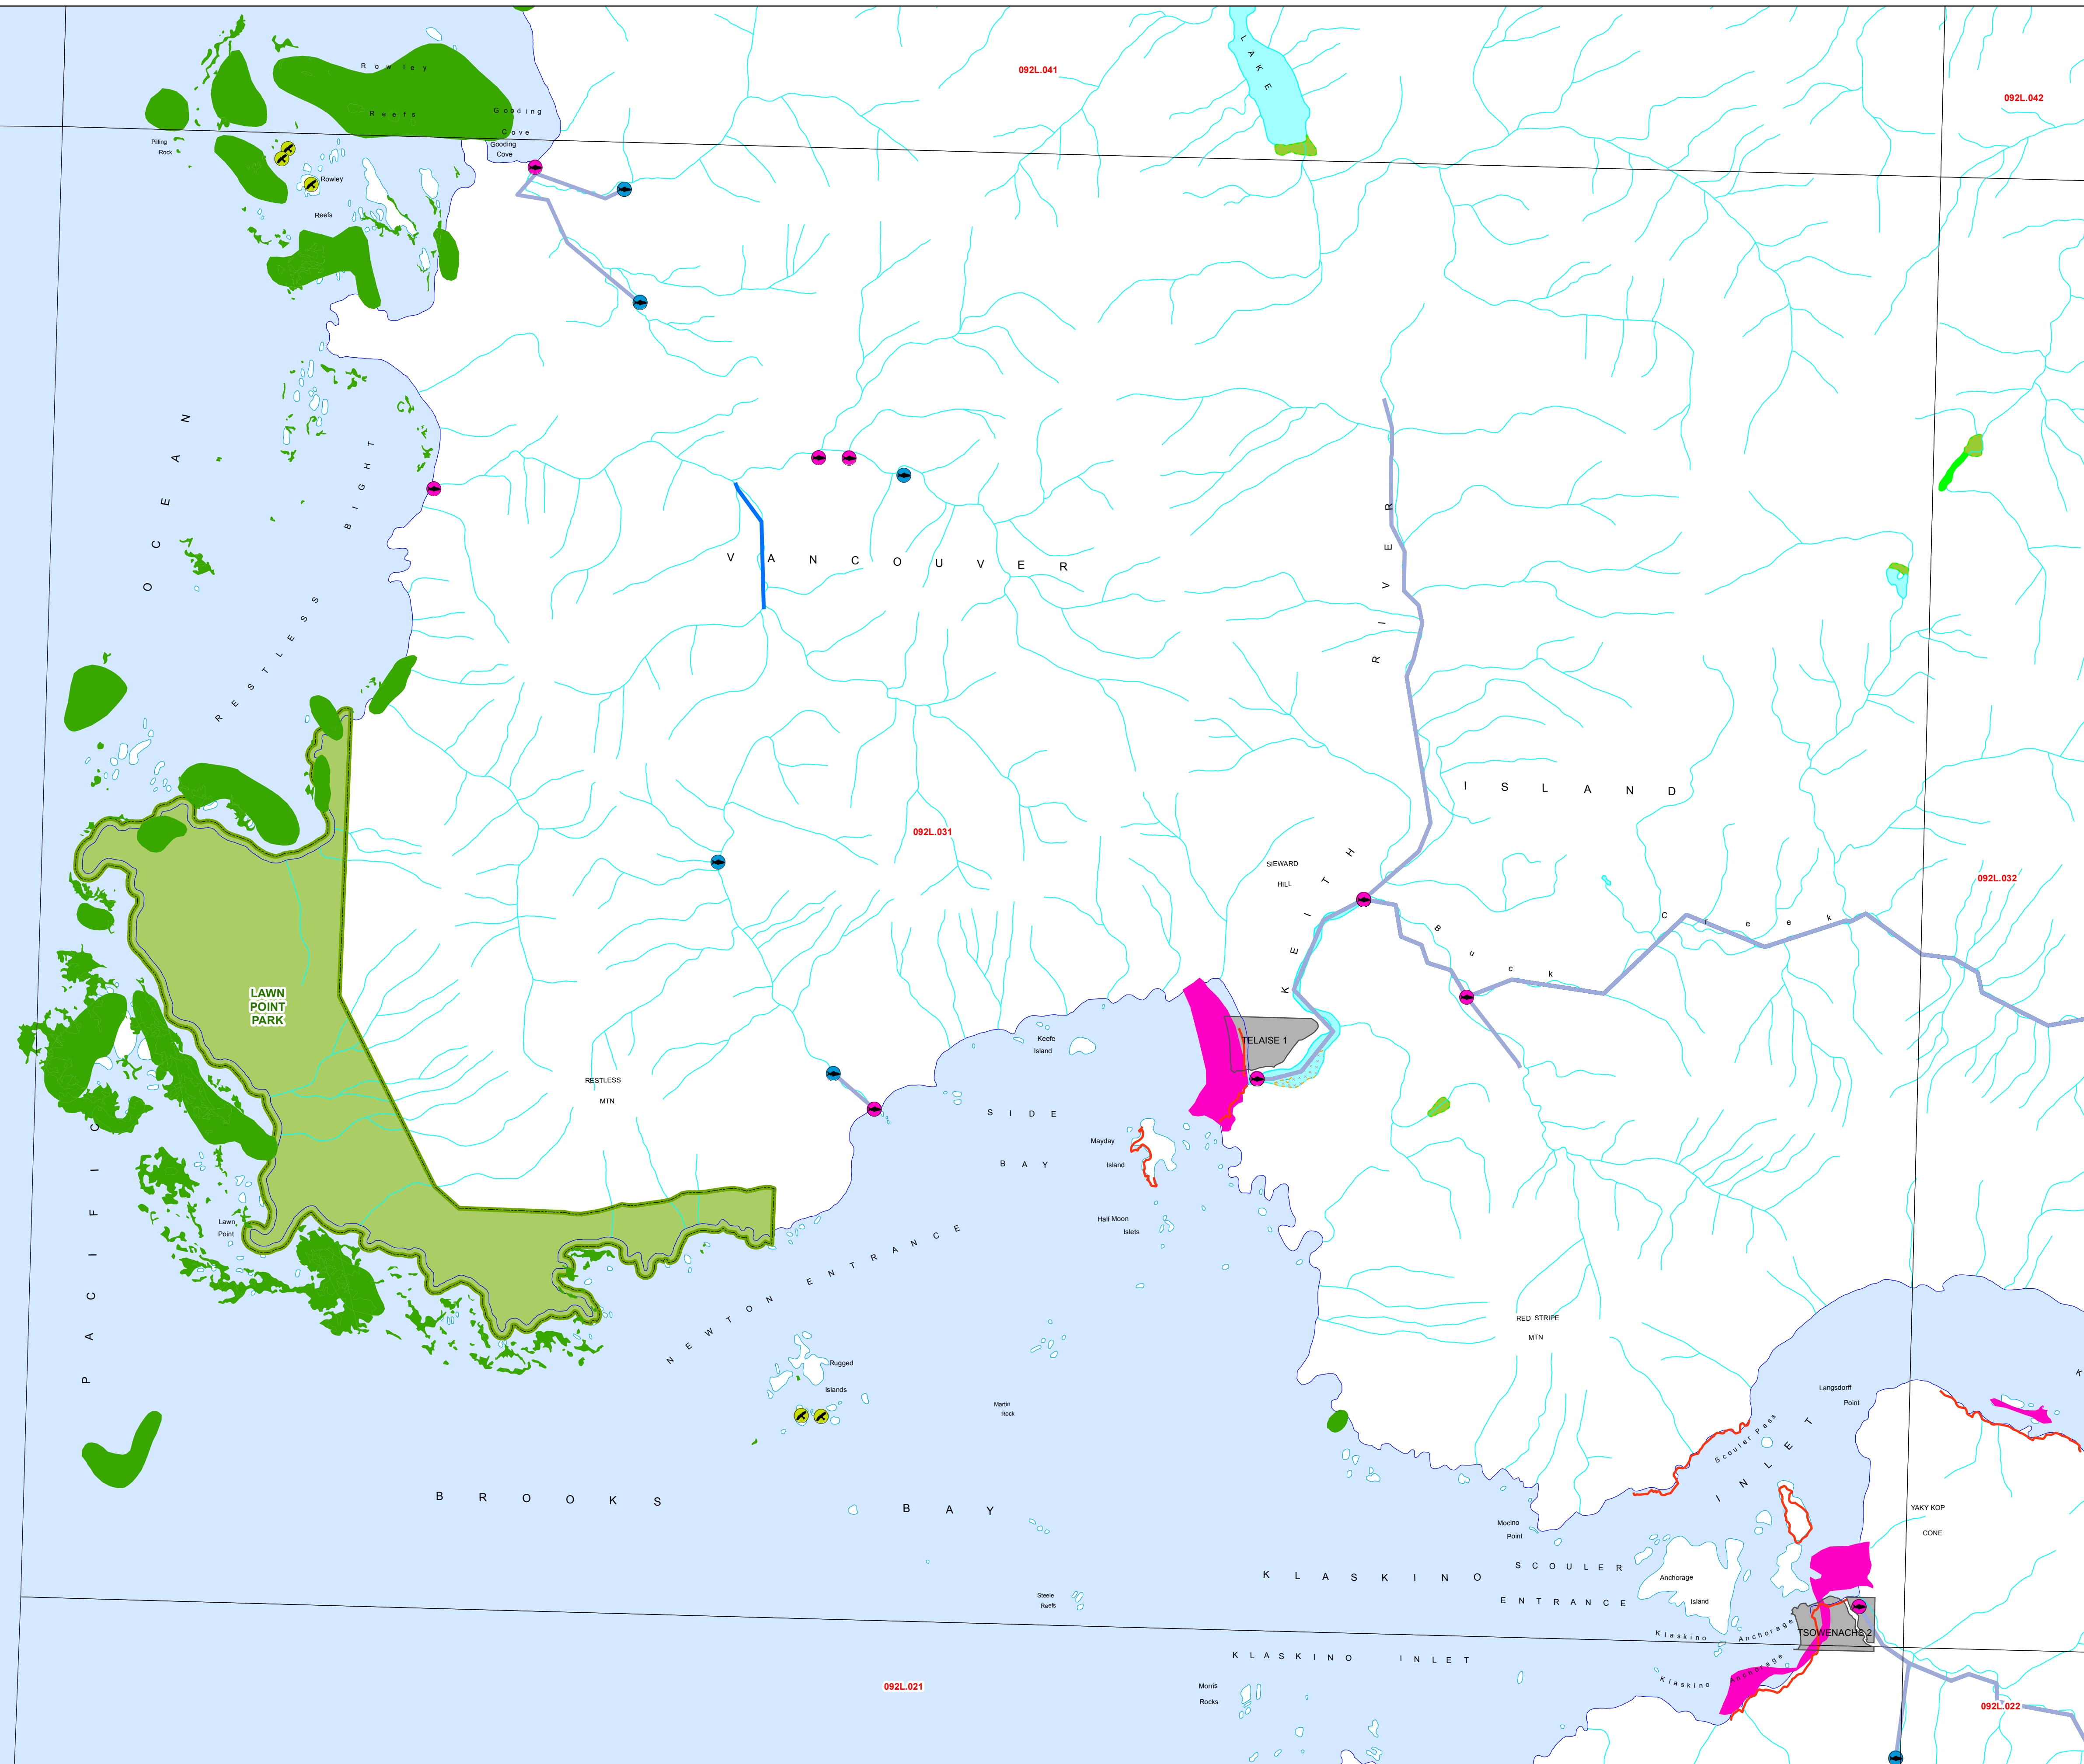 LAKE
092L.041
092L.042
Rowley
Reefs
Gooding
Cove
Gooding
Cove
Pilling
Rock
Rowley
Reefs
OCEAN
RESTLESS BIGHT
VANCOUVER
RIVER
ISLAND
092L.031
SIEWARD
HILL
KEITH
092L.032
Buck Creek
LAWN
POINT
PARK
Keefe
Island
TELAISE 1
RESTLESS
MTN
SIDE
BAY
Mayday
Island
PACIFIC
Lawn
Point
Half Moon
Islets
NEWTON ENTRANCE
RED STRIPE
MTN
Rugged
Islands
Langsdorff
Point
K
Martin
Rock
Scouler Pass
INLET
BROOKS BAY
YAKY KOP
CONE
Mocino
Point
KLASKINO
SCOULER
ENTRANCE
Anchorage
Island
Steele
Reefs
Klaskino Anchorage
TSOWENACHS 2
KLASKINO INLET
Klaskino Anchorage
092L.021
Morris
Rocks
092L.022